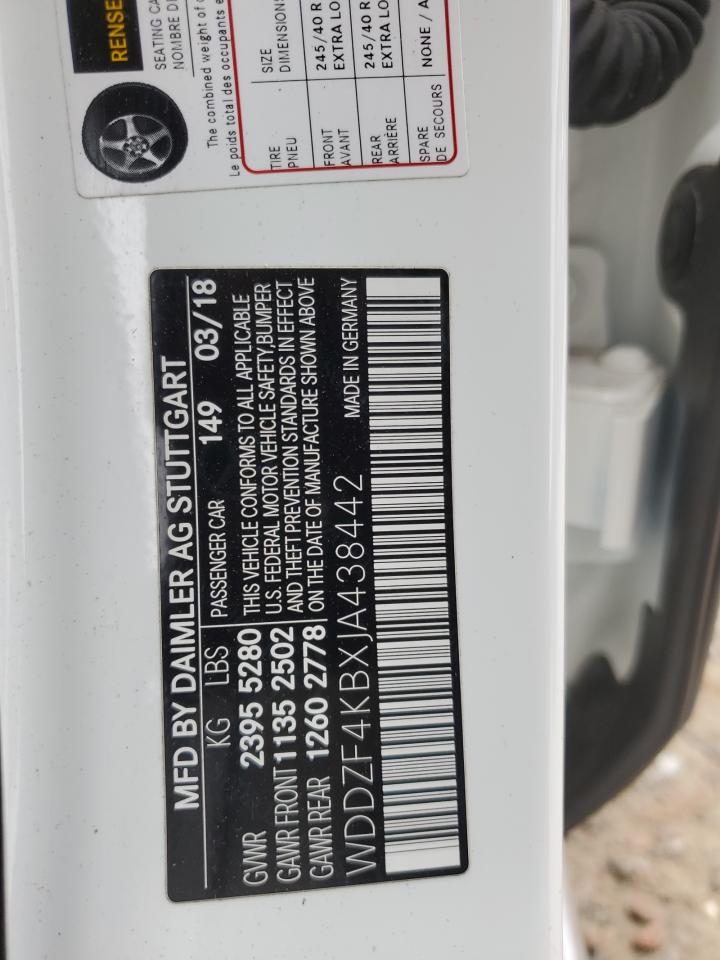 RENSE
SEATING CA
NOMBRE D
The combined weight of
Le poids total des occupants e
TIRE SIZE
PNEU DIMENSIONS
FRONT 245/40 R
AVANT EXTRA LO
REAR 245/40 R
ARRIÈRE EXTRA LO
SPARE NONE / A
DE SECOURS
MFD BY DAIMLER AG STUTTGART
KG LBS PASSENGER CAR 149 03/18
GVWR 2395 5280 THIS VEHICLE CONFORMS TO ALL APPLICABLE
U.S. FEDERAL MOTOR VEHICLE SAFETY,BUMPER
GAWR FRONT 1135 2502 AND THEFT PREVENTION STANDARDS IN EFFECT
GAWR REAR 1260 2778 ON THE DATE OF MANUFACTURE SHOWN ABOVE
WDDZF4KBXJA438442 MADE IN GERMANY